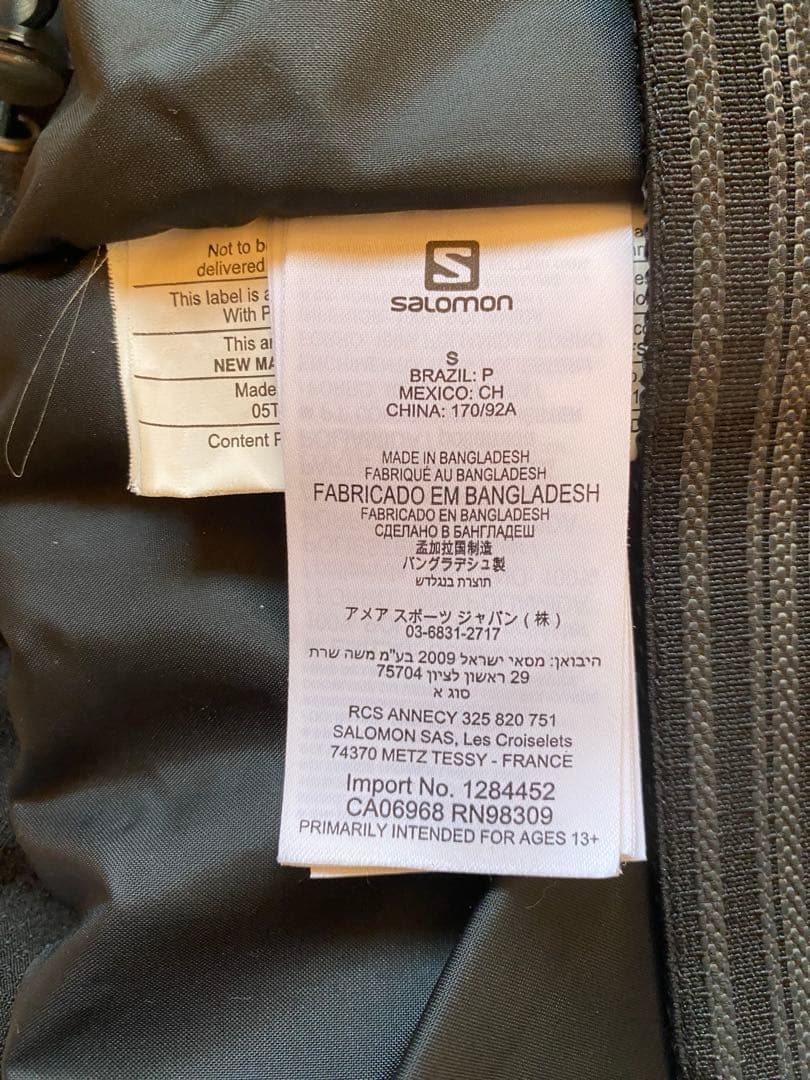 Not to b
delivered
This label is a
With P
This ar
NEW MA
Made
05T
Content F
S
salomon
S
BRAZIL: P
MEXICO: CH
CHINA: 170/92A
MADE IN BANGLADESH
FABRIQUÉ AU BANGLADESH
FABRICADO EM BANGLADESH
FABRICADO EN BANGLADESH
СДЕЛАНО В БАНГЛАДЕШ
孟加拉国制造
バングラデシュ製
תוצרת בנגלדש
アメア スポーツ ジャパン ( 株 )
03-6831-2717
היבואן: מסאי ישראל 2009 בע"מ משה שרת
29 ראשון לציון 75704
סוג א
RCS ANNECY 325 820 751
SALOMON SAS, Les Croiselets
74370 METZ TESSY - FRANCE
Import No. 1284452
CA06968 RN98309
PRIMARILY INTENDED FOR AGES 13+